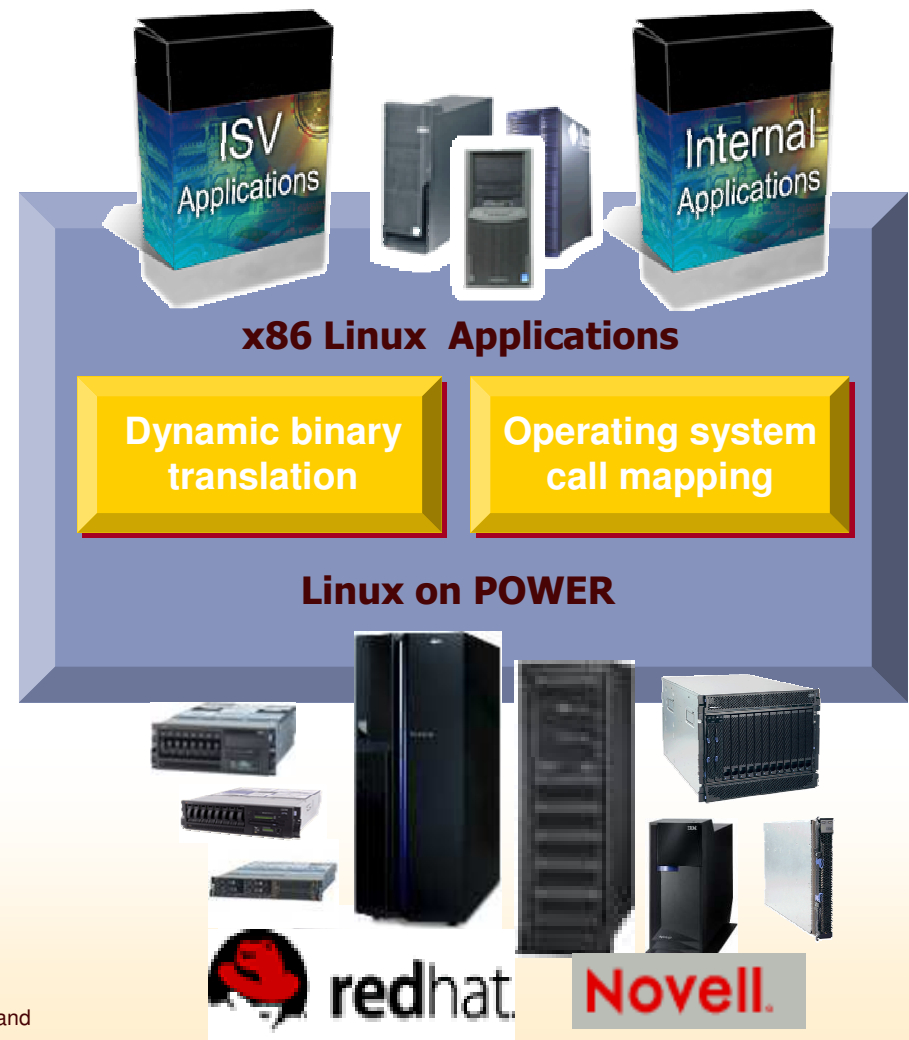 ISV
Applications
Internal
Applications
x86 Linux Applications
Dynamic binary
translation
Operating system
call mapping
Linux on POWER
IBM
redhat.
Novell.
and